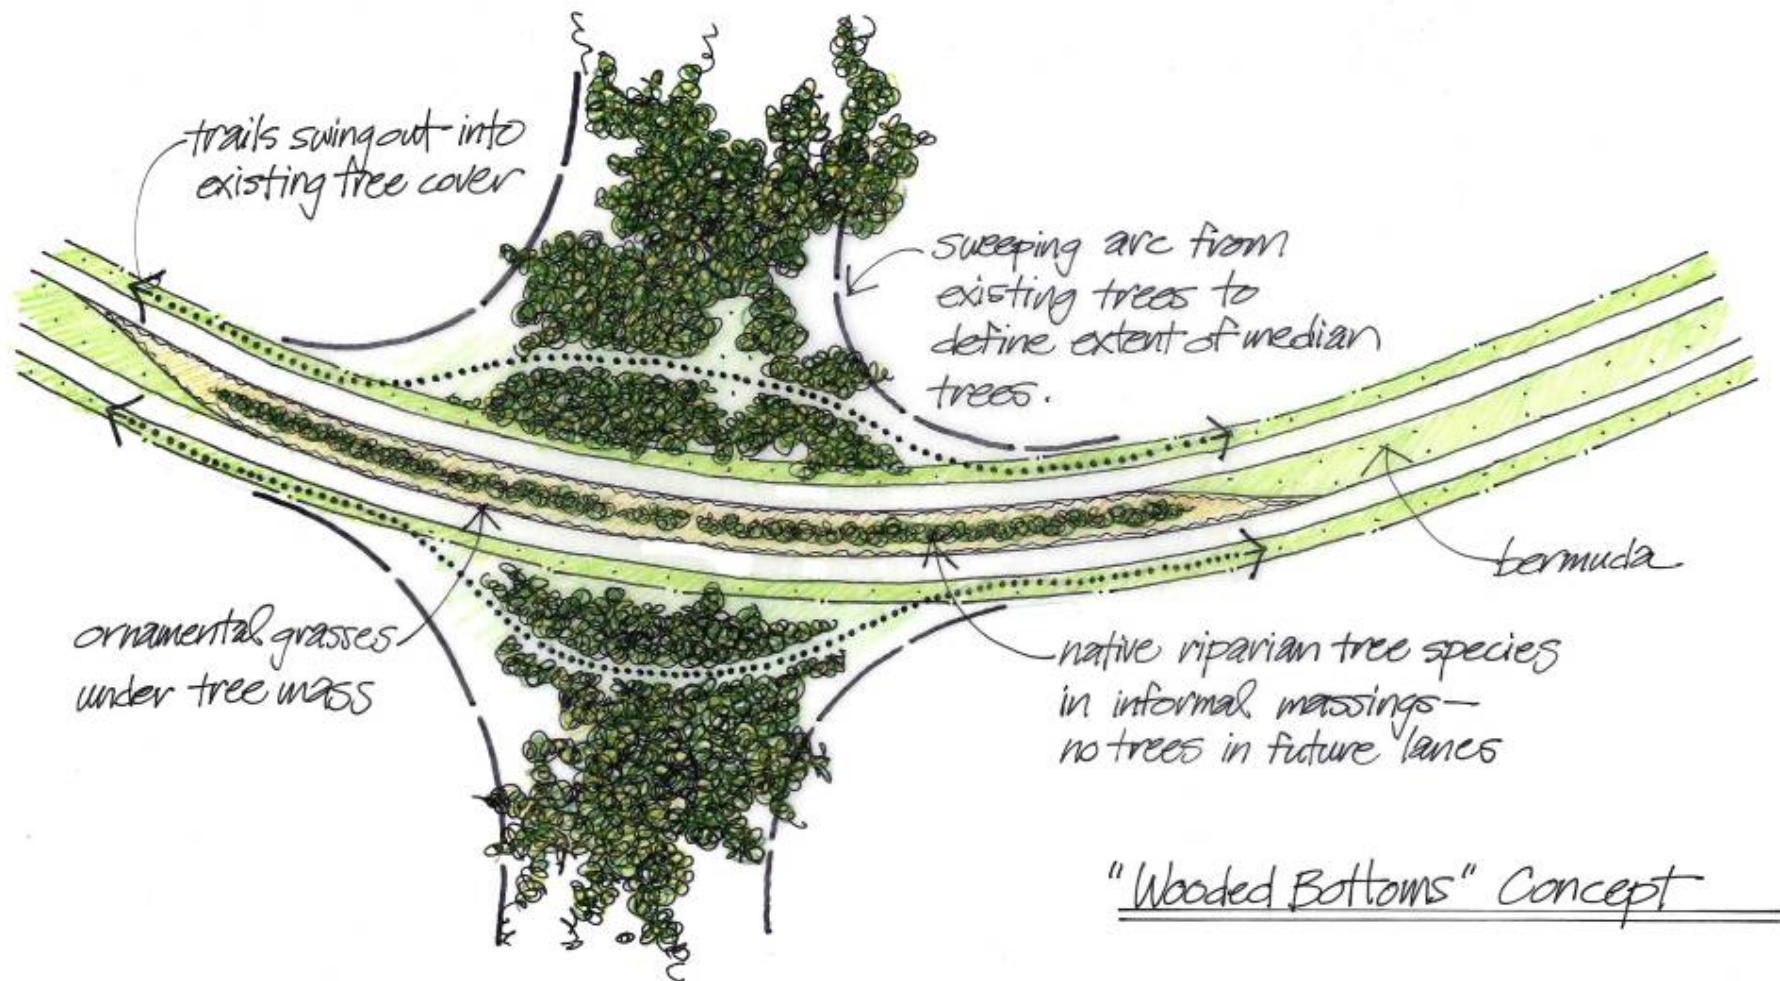 trails swing out into
existing tree cover
sweeping arc from
existing trees to
define extent of median
trees.
bermuda
ornamental grasses
under tree mass
native riparian tree species
in informal massings—
no trees in future lanes
"Wooded Bottoms" Concept